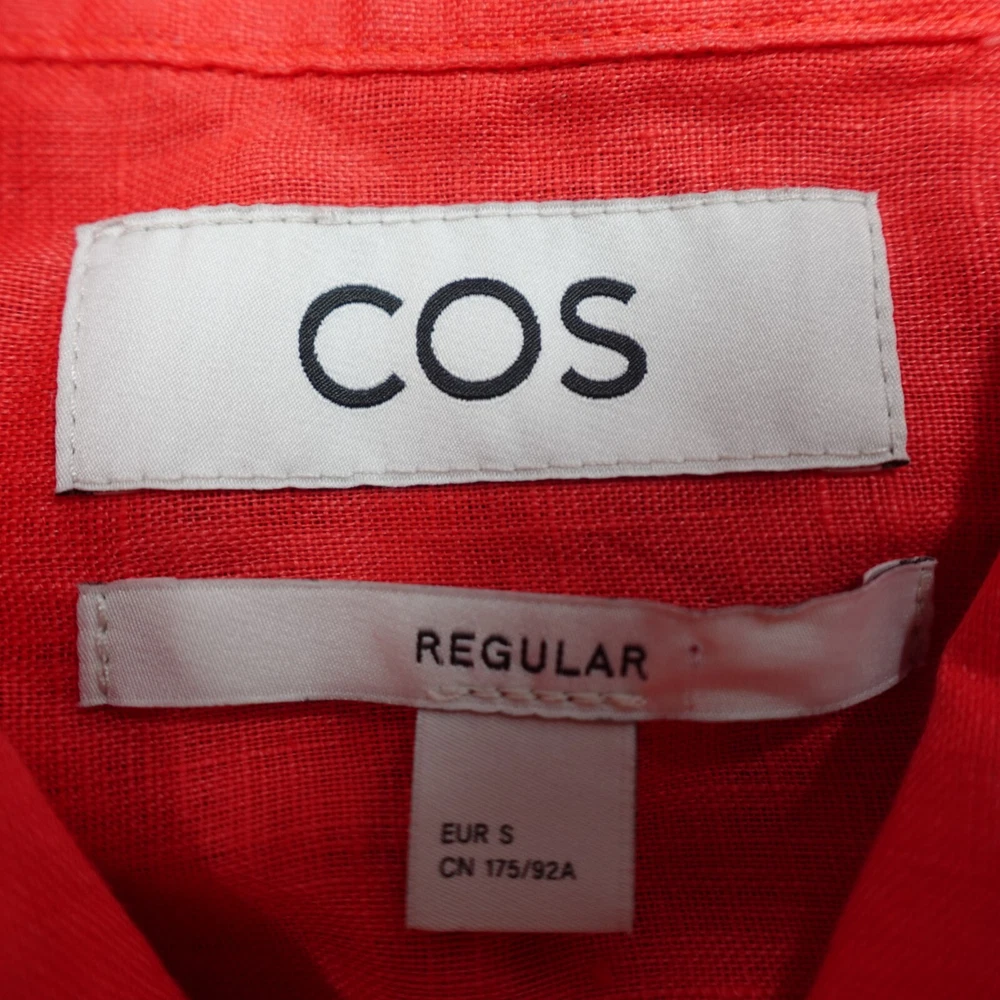 COS
REGULAR
EUR S
CN 175/92A